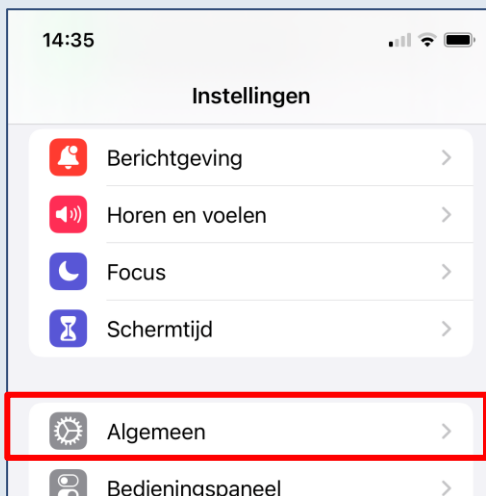 14:35
Instellingen
Berichtgeving
Horen en voelen
Focus
Schermtijd
Algemeen
Bedieningspaneel